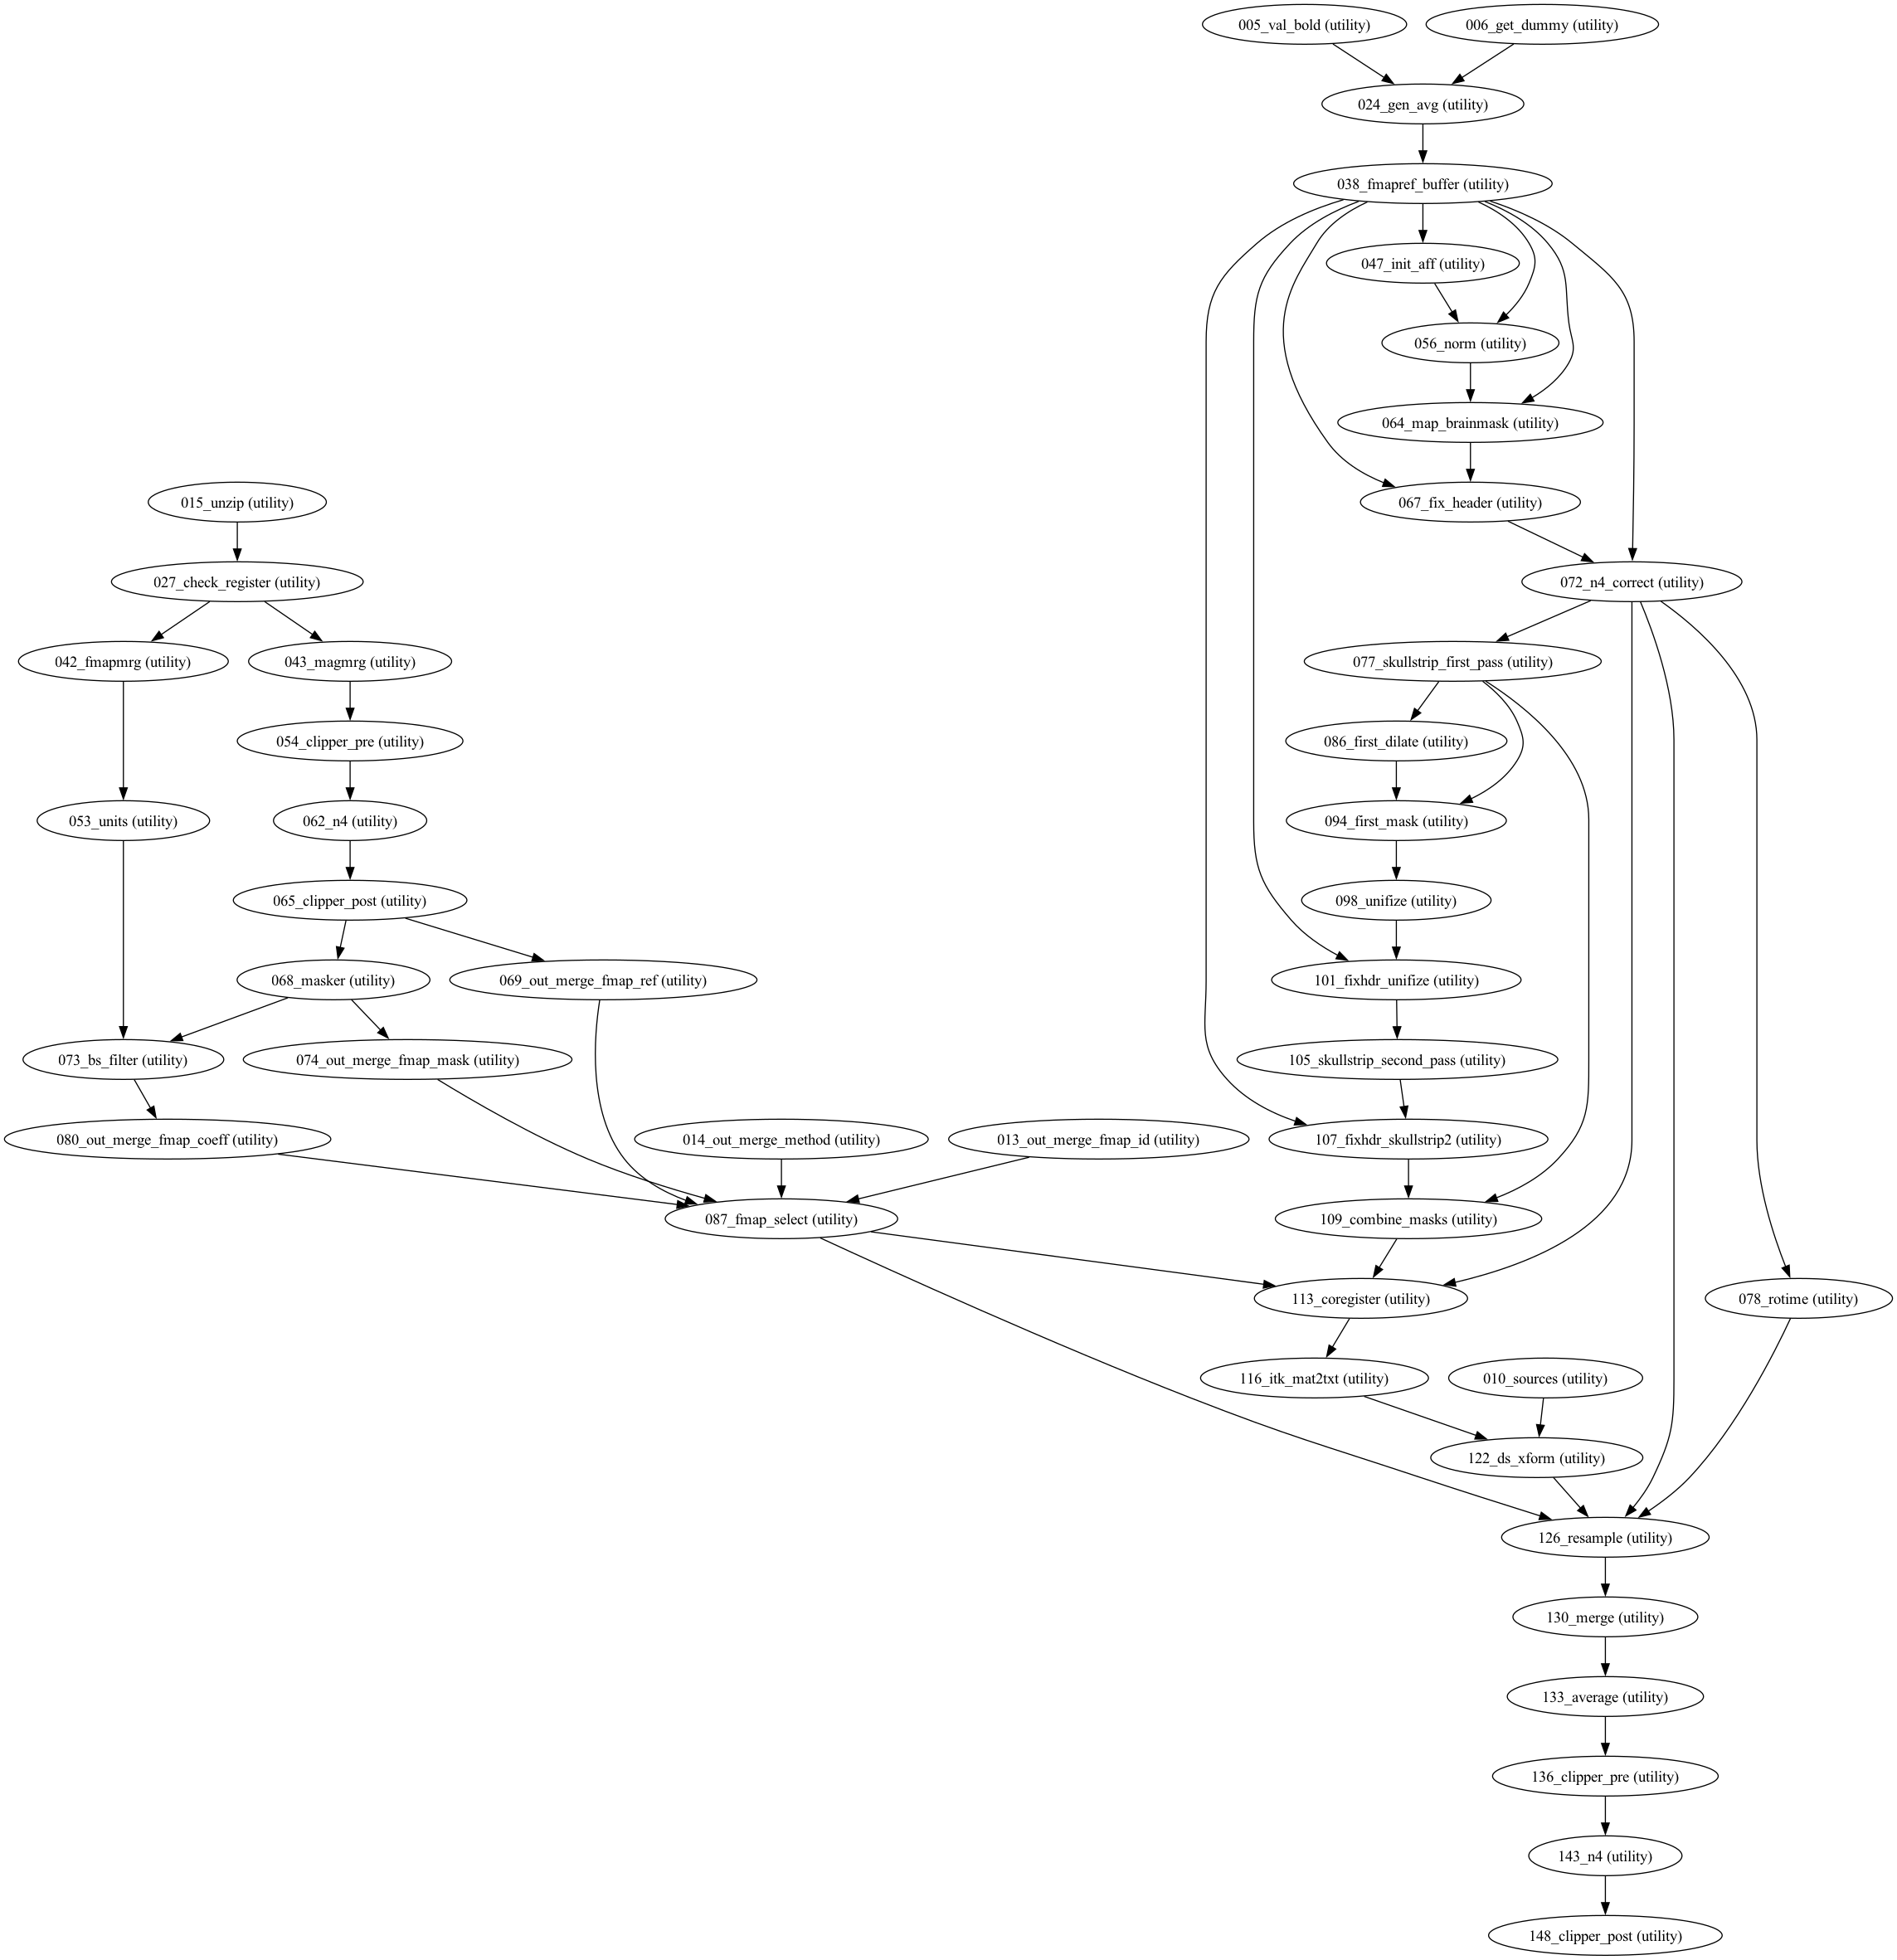 005_val_bold (utility)
006_get_dummy (utility)
024_gen_avg (utility)
038_fmapref_buffer (utility)
047_init_aff (utility)
056_norm (utility)
064_map_brainmask (utility)
015_unzip (utility)
067_fix_header (utility)
027_check_register (utility)
072_n4_correct (utility)
042_fmapmrg (utility)
043_magmrg (utility)
077_skullstrip_first_pass (utility)
054_clipper_pre (utility)
086_first_dilate (utility)
053_units (utility)
062_n4 (utility)
094_first_mask (utility)
065_clipper_post (utility)
098_unifize (utility)
068_masker (utility)
069_out_merge_fmap_ref (utility)
101_fixhdr_unifize (utility)
073_bs_filter (utility)
074_out_merge_fmap_mask (utility)
105_skullstrip_second_pass (utility)
080_out_merge_fmap_coeff (utility)
014_out_merge_method (utility)
013_out_merge_fmap_id (utility)
107_fixhdr_skullstrip2 (utility)
087_fmap_select (utility)
109_combine_masks (utility)
113_coregister (utility)
078_rotime (utility)
116_itk_mat2txt (utility)
010_sources (utility)
122_ds_xform (utility)
126_resample (utility)
130_merge (utility)
133_average (utility)
136_clipper_pre (utility)
143_n4 (utility)
148_clipper_post (utility)